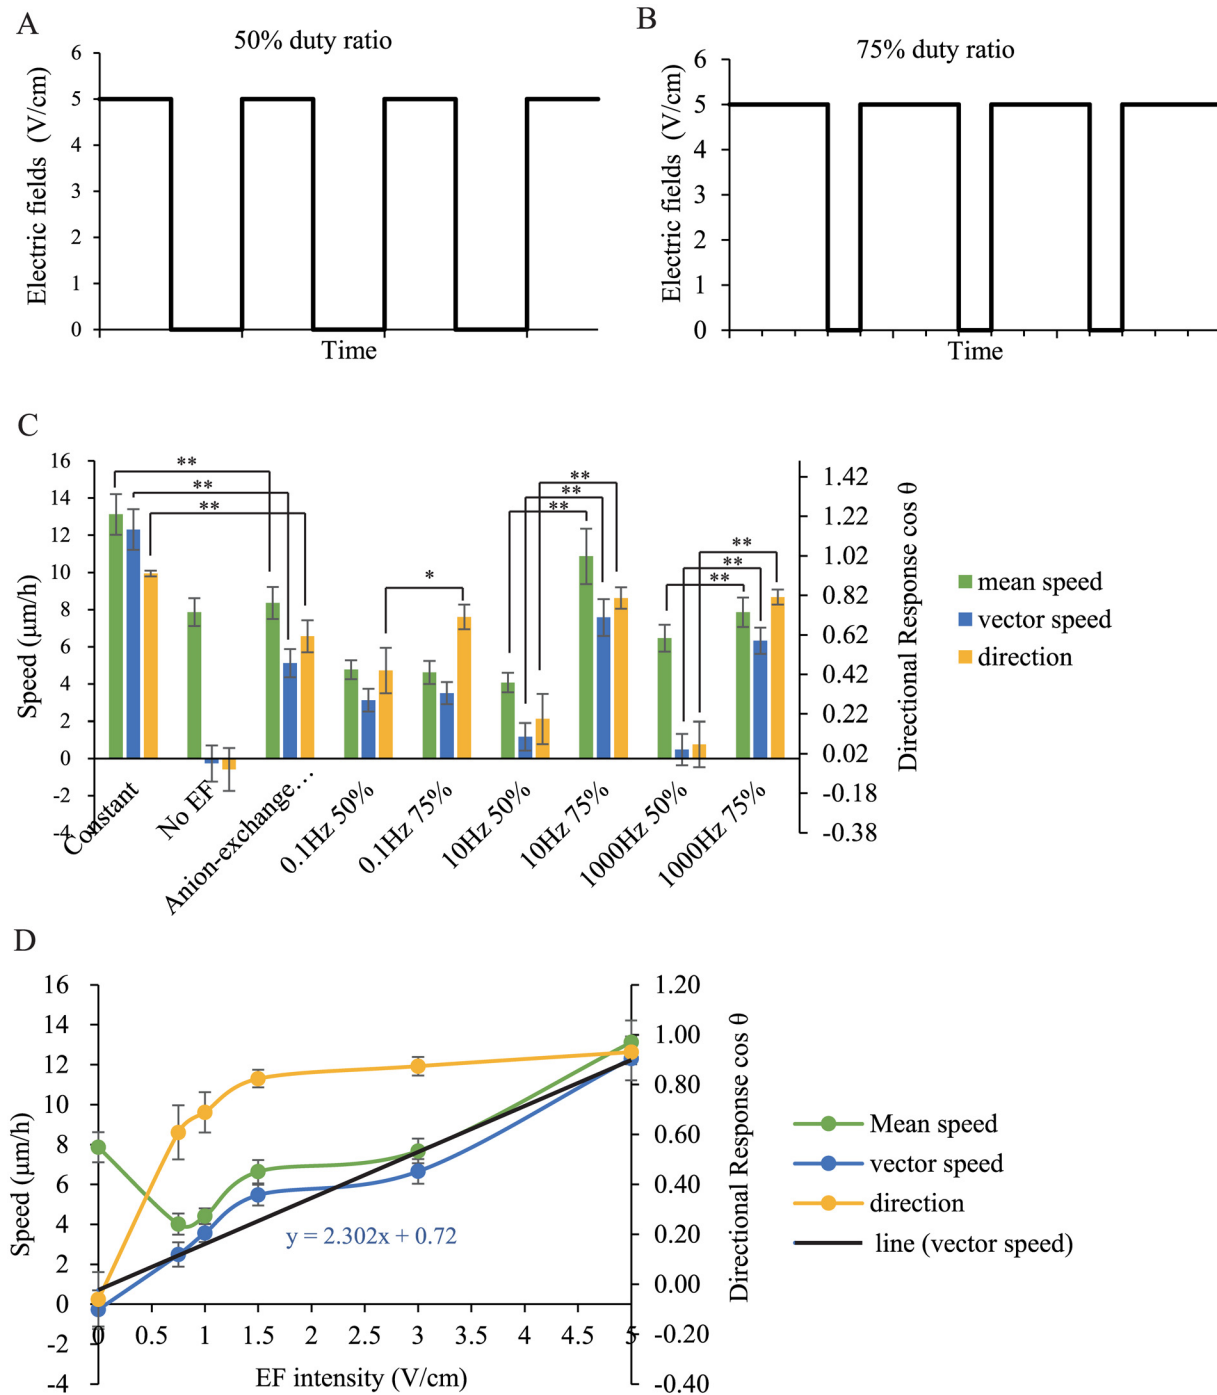 A
50% duty ratio
Electric fields (V/cm)
6
5
4
3
2
1
0
Time
B
75% duty ratio
Electric fields (V/cm)
6
5
4
3
2
1
0
Time
C
Speed (μm/h)
16
14
12
10
8
6
4
2
0
-2
-4
**
**
**
*
**
**
**
**
**
**
1.42
1.22
1.02
0.82
0.62
0.42
0.22
0.02
-0.18
-0.38
Directional Response cos θ
mean speed
vector speed
direction
Constant
No EF
Anion-exchange…
0.1Hz 50%
0.1Hz 75%
10Hz 50%
10Hz 75%
1000Hz 50%
1000Hz 75%
D
Speed (μm/h)
16
14
12
10
8
6
4
2
0
-2
-4
y = 2.302x + 0.72
0 0.5 1 1.5 2 2.5 3 3.5 4 4.5 5
EF intensity (V/cm)
1.20
1.00
0.80
0.60
0.40
0.20
0.00
-0.20
-0.40
Directional Response cos θ
Mean speed
vector speed
direction
line (vector speed)